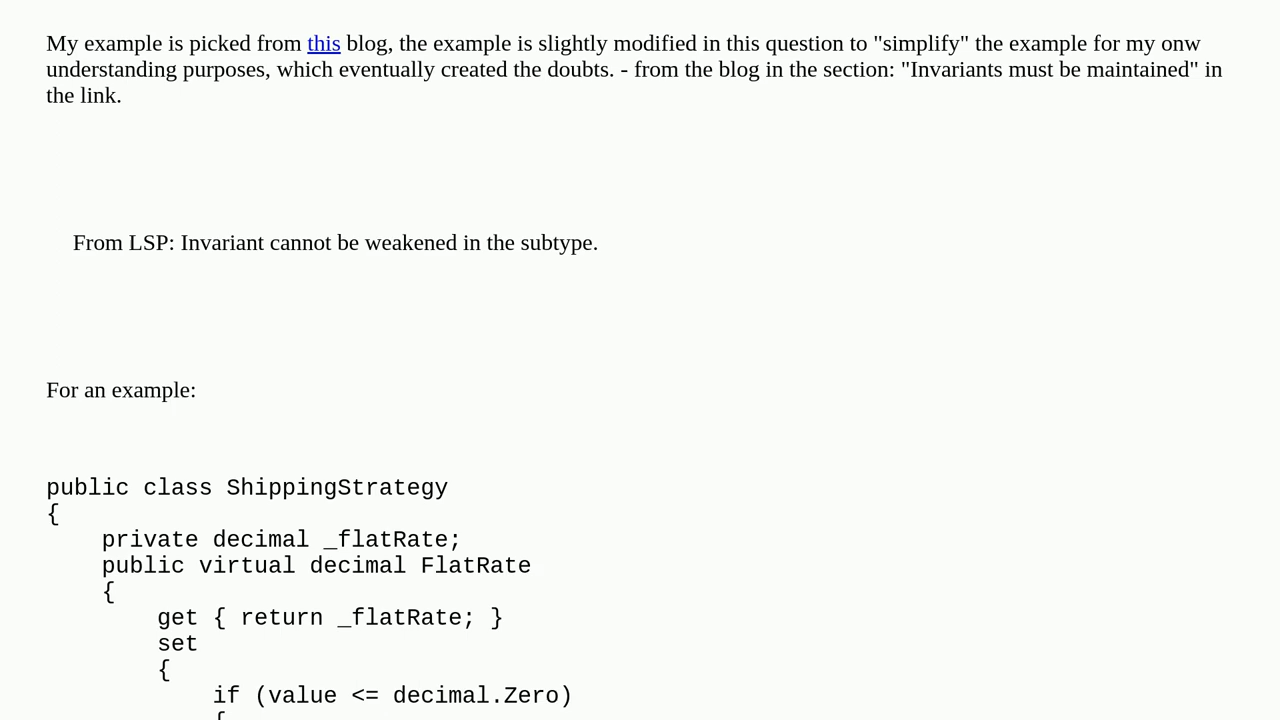 My example is picked from this blog, the example is slightly modified in this question to "simplify" the example for my onw
understanding purposes, which eventually created the doubts. - from the blog in the section: "Invariants must be maintained" in
the link.
From LSP: Invariant cannot be weakened in the subtype.
For an example:
public class ShippingStrategy
{
    private decimal _flatRate;
    public virtual decimal FlatRate
    {
        get { return _flatRate; }
        set
        {
            if (value <= decimal.Zero)
            {